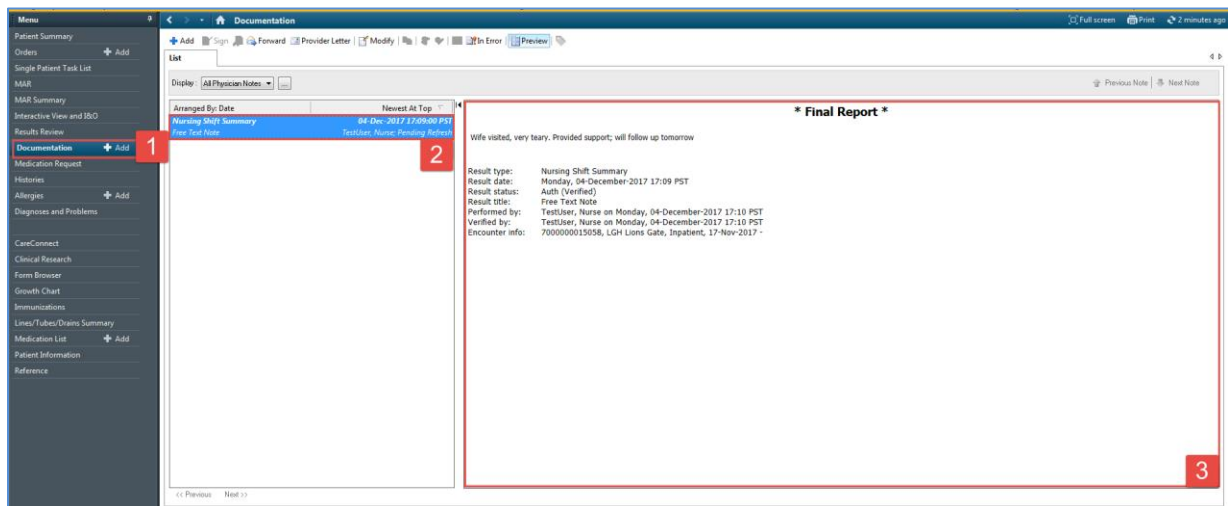 Menu
Documentation
Full screen Print 2 minutes ago
Patient Summary
Orders + Add
Single Patient Task List
MAR
MAR Summary
Interactive View and I&O
Results Review
Documentation + Add
Medication Request
Histories
Allergies + Add
Diagnoses and Problems
CareConnect
Clinical Research
Form Browser
Growth Chart
Immunizations
Lines/Tubes/Drains Summary
Medication List + Add
Patient Information
Reference
1
+ Add Sign Forward Provider Letter Modify In Error Preview
List
Display: All Physician Notes ...
Previous Note Next Note
Arranged By: Date Newest At Top
Nursing Shift Summary 04-Dec-2017 17:09:00 PST
Free Text Note TestUser, Nurse; Pending Refresh
2
<< Previous Next >>
* Final Report *
Wife visited, very teary. Provided support; will follow up tomorrow
Result type: Nursing Shift Summary
Result date: Monday, 04-December-2017 17:09 PST
Result status: Auth (Verified)
Result title: Free Text Note
Performed by: TestUser, Nurse on Monday, 04-December-2017 17:10 PST
Verified by: TestUser, Nurse on Monday, 04-December-2017 17:10 PST
Encounter info: 7000000015058, LGH Lions Gate, Inpatient, 17-Nov-2017 -
3